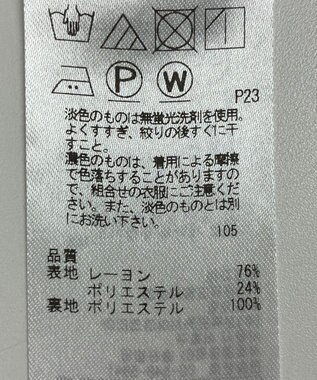 P W
P23
淡色のものは無蛍光洗剤を使用。
よくすすぎ、絞りの後すぐに干
すこと。
濃色のものは、着用による摩擦
で色落ちすることがありますの
で、組合せの衣服にご注意くだ
さい。また、淡色のものとは別
にお洗い下さい。
105
品質
表地 レーヨン 76%
ポリエステル 24%
裏地 ポリエステル 100%